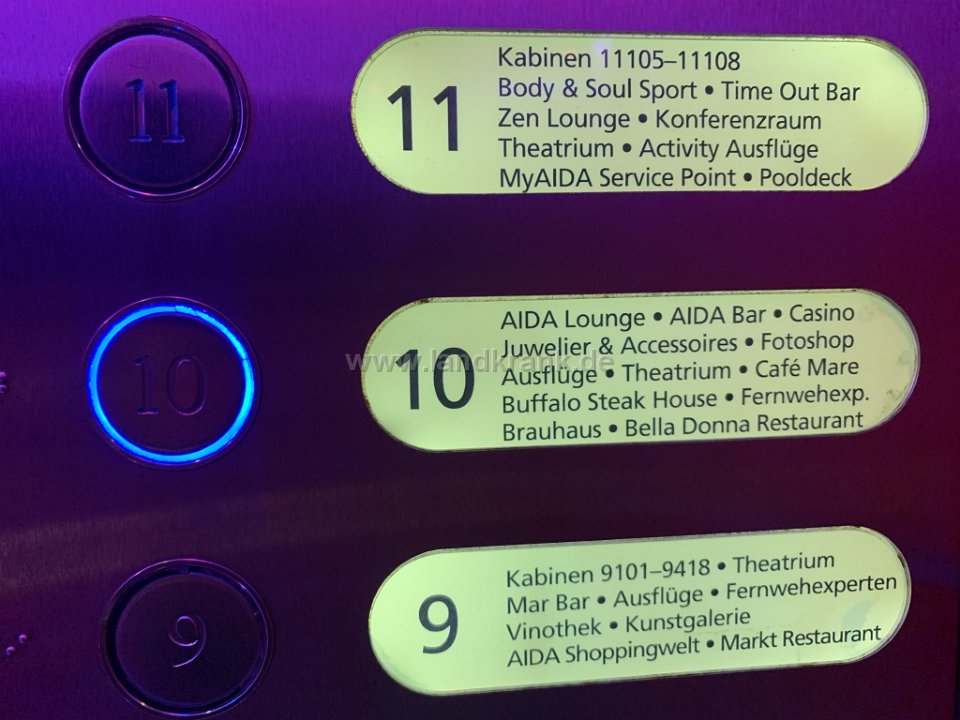 11
11
Kabinen 11105–11108
Body & Soul Sport • Time Out Bar
Zen Lounge • Konferenzraum
Theatrium • Activity Ausflüge
MyAIDA Service Point • Pooldeck
10
10
AIDA Lounge • AIDA Bar • Casino
Juwelier & Accessoires • Fotoshop
Ausflüge • Theatrium • Café Mare
Buffalo Steak House • Fernwehexp.
Brauhaus • Bella Donna Restaurant
www.landkrank.de
9
9
Kabinen 9101–9418 • Theatrium
Mar Bar • Ausflüge • Fernwehexperten
Vinothek • Kunstgalerie
AIDA Shoppingwelt • Markt Restaurant